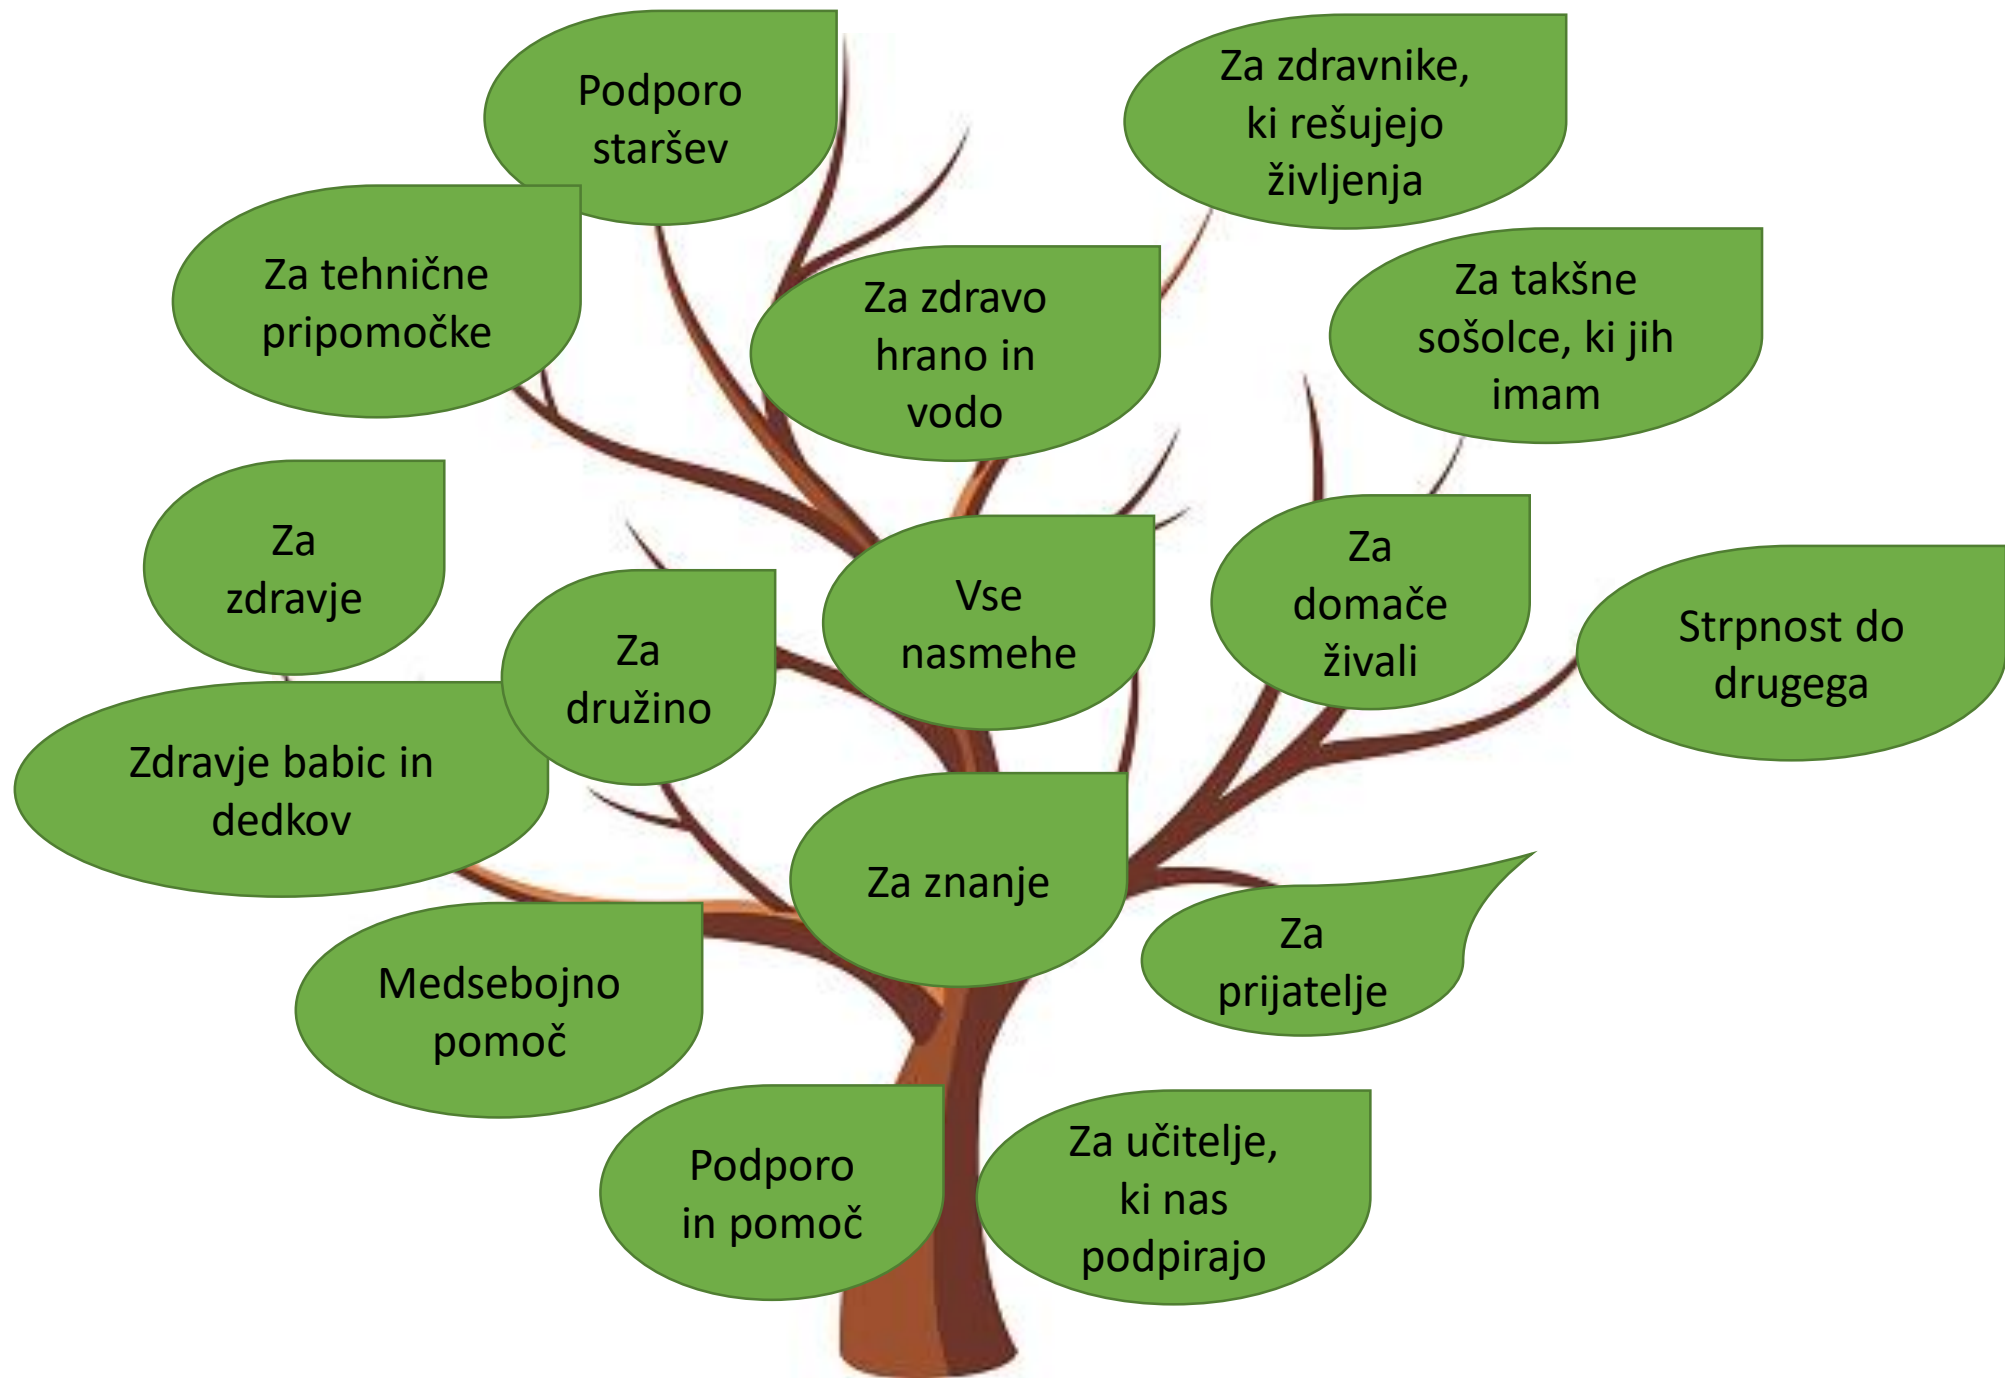 Podporo
staršev
Za zdravnike,
ki rešujejo
življenja
Za tehnične
pripomočke
Za zdravo
hrano in
vodo
Za takšne
sošolce, ki jih
imam
Za
zdravje
Za
družino
Vse
nasmehe
Za
domače
živali
Strpnost do
drugega
Zdravje babic in
dedkov
Za znanje
Za
prijatelje
Medsebojno
pomoč
Podporo
in pomoč
Za učitelje,
ki nas
podpirajo